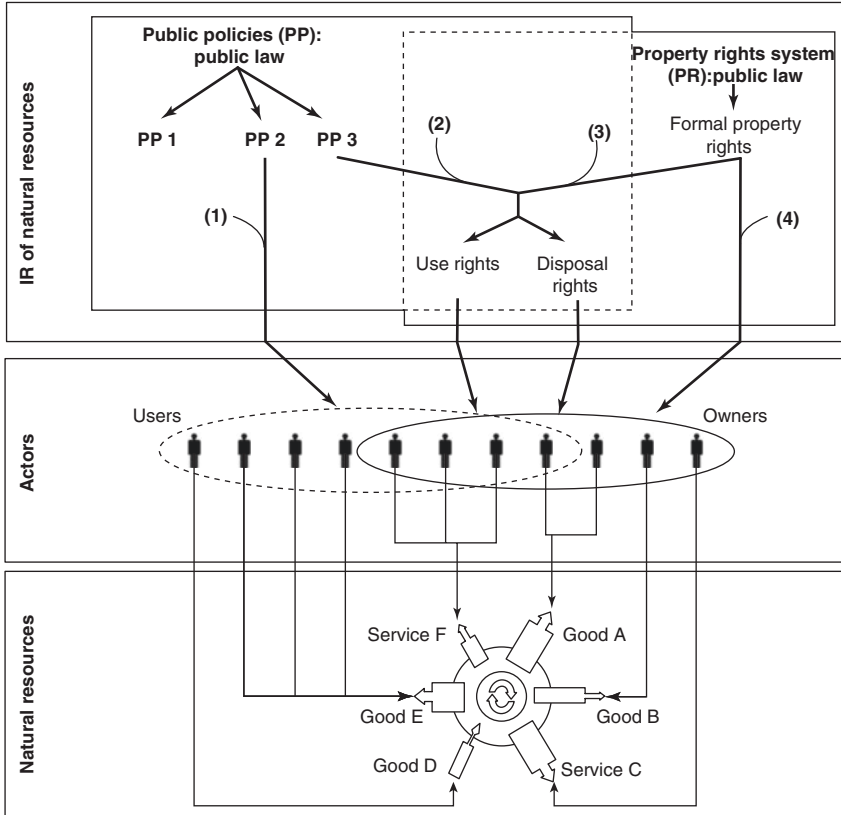 IR of natural resources
Public policies (PP):
public law
PP 1
PP 2
PP 3
(1)
(2)
(3)
(4)
Property rights system
(PR):public law
Formal property
rights
Use rights
Disposal
rights
Actors
Users
Owners
Natural resources
Service F
Good A
Good E
Good B
Good D
Service C